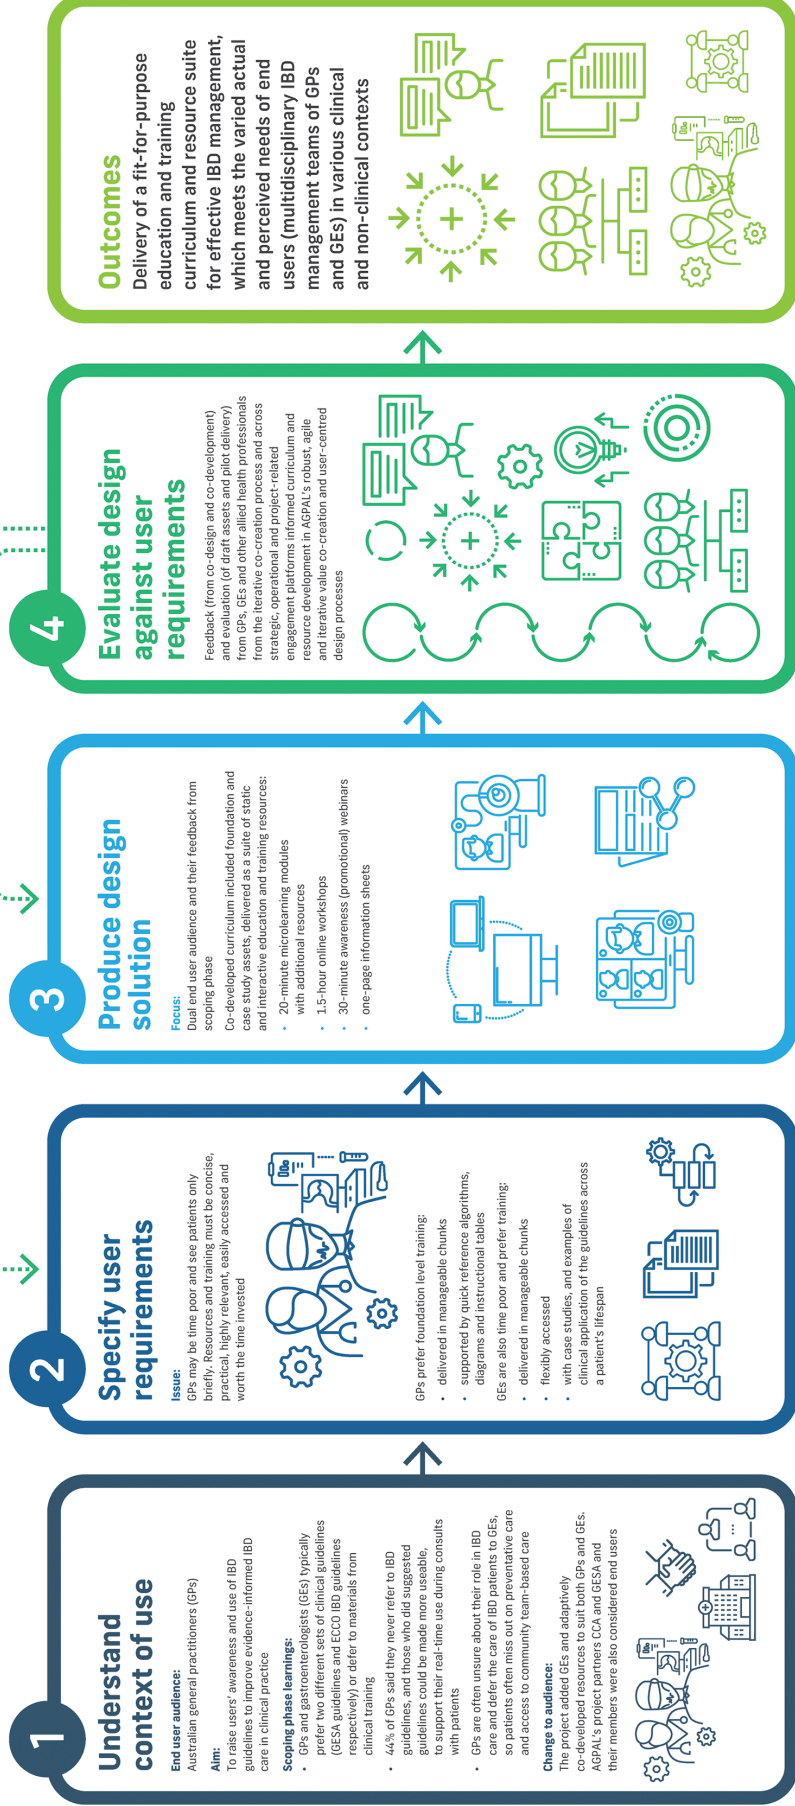 1
Understand
context of use
End user audience:
Australian general practitioners (GPs)
Aim:
To raise users' awareness and use of IBD
guidelines to improve evidence-informed IBD
care in clinical practice
Scoping phase learnings:
• GPs and gastroenterologists (GEs) typically
prefer two different sets of clinical guidelines
(GESA guidelines and ECCO IBD guidelines
respectively) or defer to materials from
clinical training
• 44% of GPs said they never refer to IBD
guidelines, and those who did suggested
guidelines could be made more useable,
to support their real-time use during consults
with patients
• GPs are often unsure about their role in IBD
care and defer the care of IBD patients to GEs,
so patients often miss out on preventative care
and access to community team-based care
Change to audience:
The project added GEs and adaptively
co-developed resources to suit both GPs and GEs.
AGPAL's project partners CCA and GESA and
their members were also considered end users
2
Specify user
requirements
Issue:
GPs may be time poor and see patients only
briefly. Resources and training must be concise,
practical, highly relevant, easily accessed and
worth the time invested
GPs prefer foundation level training:
• delivered in manageable chunks
• supported by quick reference algorithms,
diagrams and instructional tables
GEs are also time poor and prefer training:
• delivered in manageable chunks
• flexibly accessed
• with case studies, and examples of
clinical application of the guidelines across
a patient's lifespan
3
Produce design
solution
Focus:
Dual end user audience and their feedback from
scoping phase
Co-developed curriculum included foundation and
case study assets, delivered as a suite of static
and interactive education and training resources:
• 20-minute microlearning modules
with additional resources
• 1.5-hour online workshops
• 30-minute awareness (promotional) webinars
• one-page information sheets
4
Evaluate design
against user
requirements
Feedback (from co-design and co-development)
and evaluation (of draft assets and pilot delivery)
from GPs, GEs and other allied health professionals
from the iterative co-creation process and across
strategic, operational and project-related
engagement platforms informed curriculum and
resource development in AGPAL's robust, agile
and iterative value co-creation and user-centred
design processes
Outcomes
Delivery of a fit-for-purpose
education and training
curriculum and resource suite
for effective IBD management,
which meets the varied actual
and perceived needs of end
users (multidisciplinary IBD
management teams of GPs
and GEs) in various clinical
and non-clinical contexts